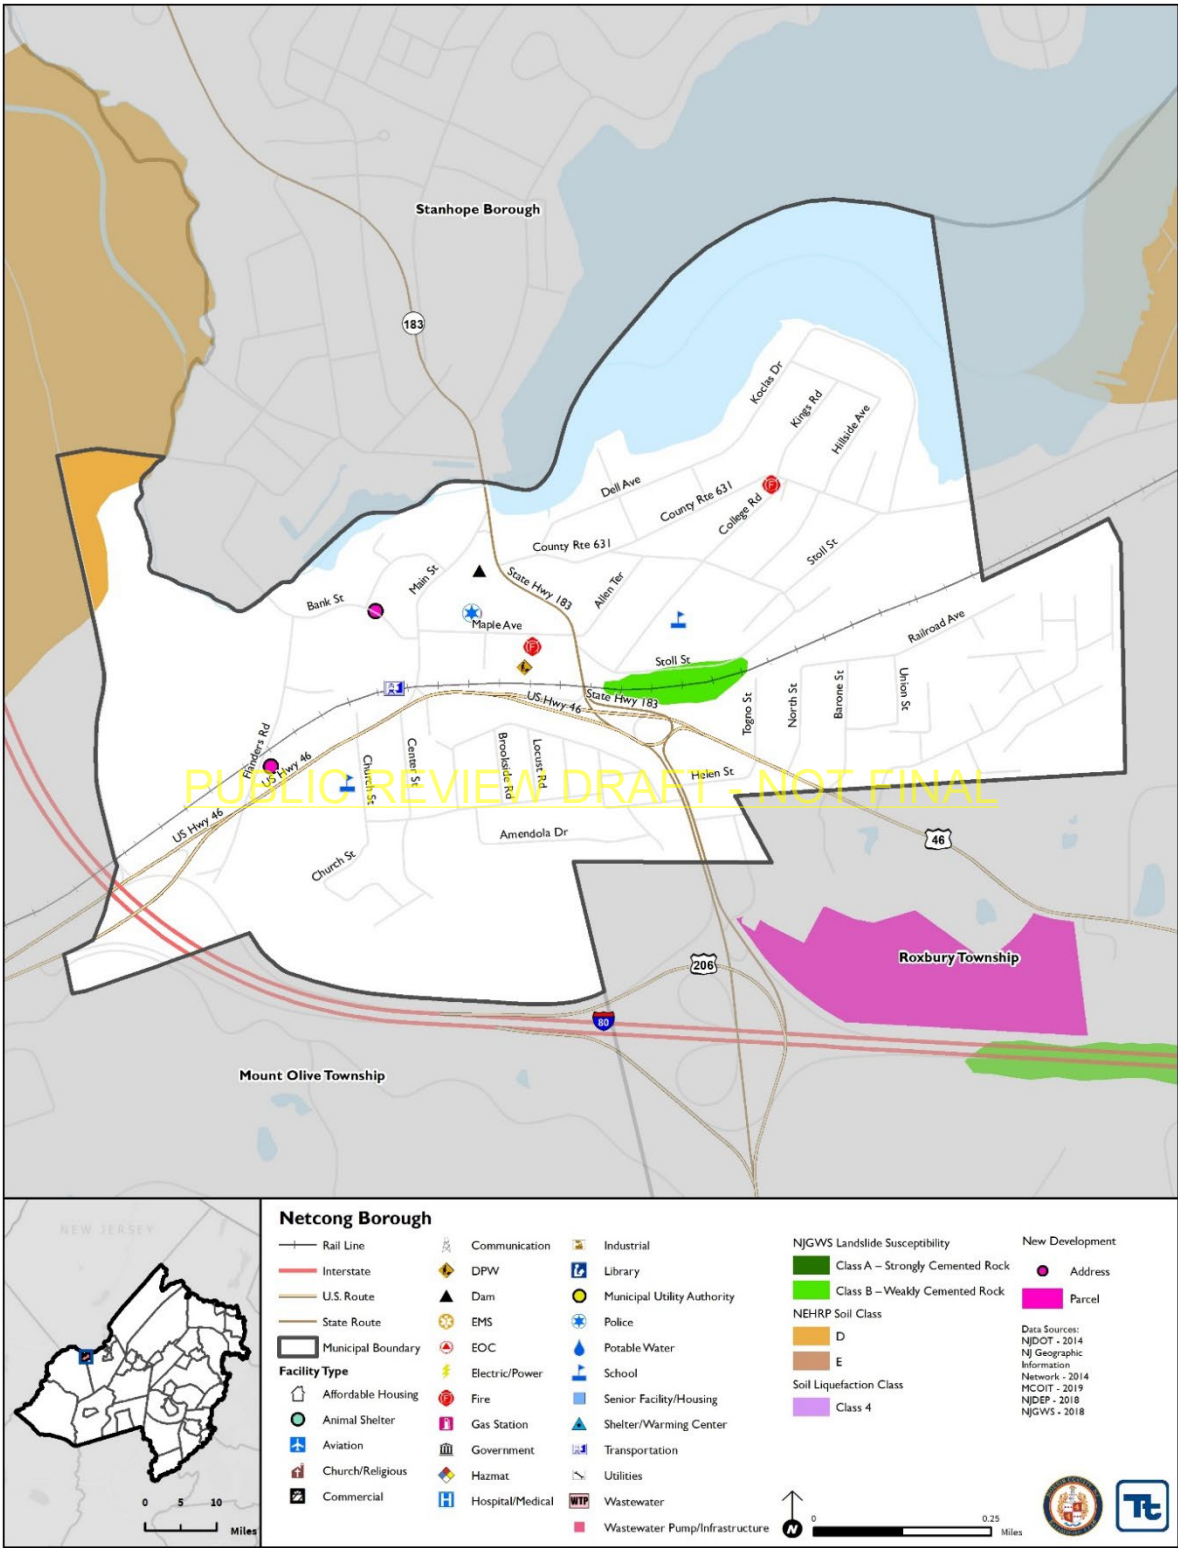 Stanhope Borough
183
Koclas Dr
Kings Rd
Hillside Ave
Dell Ave
County Rte 631
College Rd
County Rte 631
Stoll St
State Hwy 183
Allen Ter
Main St
Bank St
Maple Ave
Railroad Ave
Stoll St
State Hwy 183
US Hwy 46
Togno St
North St
Barone St
Union St
Flanders Rd
US Hwy 46
Church St
Center St
Brookside Rd
Locust Rd
Helen St
PUBLIC REVIEW DRAFT - NOT FINAL
US Hwy 46
Amendola Dr
46
Church St
206
Roxbury Township
80
Mount Olive Township
NEW JERSEY
0 5 10
Miles
Netcong Borough
Rail Line
Interstate
U.S. Route
State Route
Municipal Boundary
Facility Type
Affordable Housing
Animal Shelter
Aviation
Church/Religious
Commercial
Communication
DPW
Dam
EMS
EOC
Electric/Power
Fire
Gas Station
Government
Hazmat
Hospital/Medical
Industrial
Library
Municipal Utility Authority
Police
Potable Water
School
Senior Facility/Housing
Shelter/Warming Center
Transportation
Utilities
WTP Wastewater
Wastewater Pump/Infrastructure
NJGWS Landslide Susceptibility
Class A – Strongly Cemented Rock
Class B – Weakly Cemented Rock
NEHRP Soil Class
D
E
Soil Liquefaction Class
Class 4
New Development
Address
Parcel
Data Sources:
NJDOT - 2014
NJ Geographic
Information
Network - 2014
MCOIT - 2019
NJDEP - 2018
NJGWS - 2018
N
0 0.25
Miles
Tt